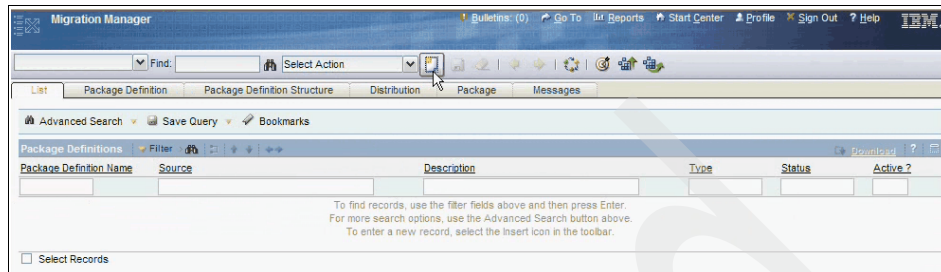 Migration Manager
Bulletins: (0) Go To Reports Start Center Profile Sign Out Help IBM.
Find: Select Action
List Package Definition Package Definition Structure Distribution Package Messages
Advanced Search Save Query Bookmarks
Package Definitions Filter Download ?
Package Definition Name Source Description Type Status Active ?
To find records, use the filter fields above and then press Enter.
For more search options, use the Advanced Search button above.
To enter a new record, select the Insert icon in the toolbar.
Select Records